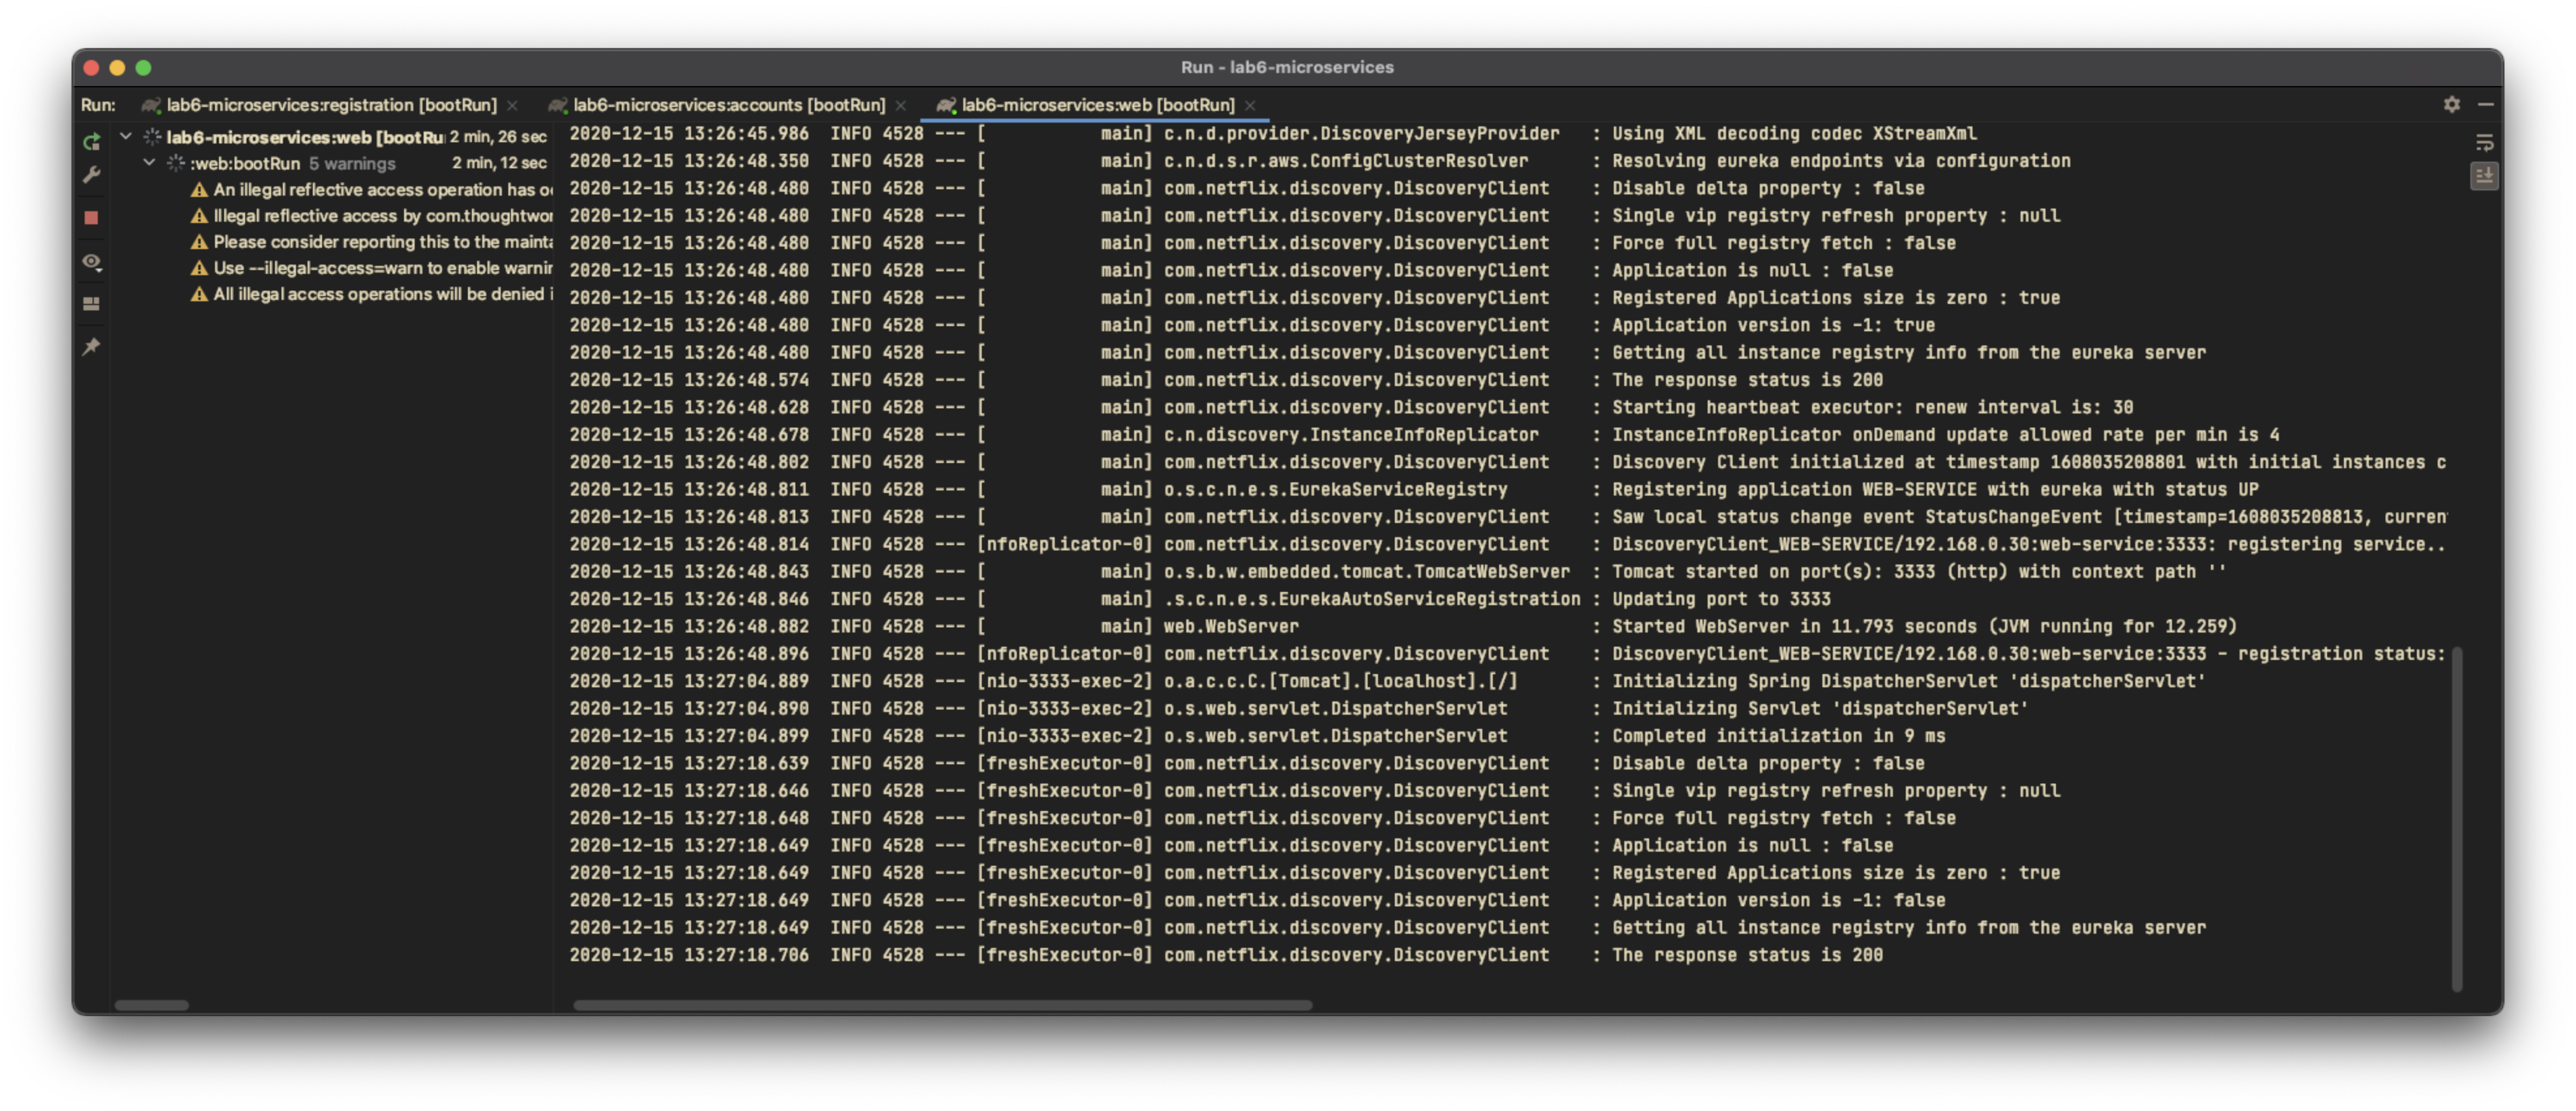 Run - lab6-microservices
Run: lab6-microservices:registration [bootRun] × lab6-microservices:accounts [bootRun] × lab6-microservices:web [bootRun] ×
lab6-microservices:web [bootRu 2 min, 26 sec
:web:bootRun 5 warnings 2 min, 12 sec
An illegal reflective access operation has o
Illegal reflective access by com.thoughtwor
Please consider reporting this to the mainta
Use --illegal-access=warn to enable warnin
All illegal access operations will be denied i
2020-12-15 13:26:45.986 INFO 4528 --- [ main] c.n.d.provider.DiscoveryJerseyProvider : Using XML decoding codec XStreamXml
2020-12-15 13:26:48.350 INFO 4528 --- [ main] c.n.d.s.r.aws.ConfigClusterResolver : Resolving eureka endpoints via configuration
2020-12-15 13:26:48.480 INFO 4528 --- [ main] com.netflix.discovery.DiscoveryClient : Disable delta property : false
2020-12-15 13:26:48.480 INFO 4528 --- [ main] com.netflix.discovery.DiscoveryClient : Single vip registry refresh property : null
2020-12-15 13:26:48.480 INFO 4528 --- [ main] com.netflix.discovery.DiscoveryClient : Force full registry fetch : false
2020-12-15 13:26:48.480 INFO 4528 --- [ main] com.netflix.discovery.DiscoveryClient : Application is null : false
2020-12-15 13:26:48.480 INFO 4528 --- [ main] com.netflix.discovery.DiscoveryClient : Registered Applications size is zero : true
2020-12-15 13:26:48.480 INFO 4528 --- [ main] com.netflix.discovery.DiscoveryClient : Application version is -1: true
2020-12-15 13:26:48.480 INFO 4528 --- [ main] com.netflix.discovery.DiscoveryClient : Getting all instance registry info from the eureka server
2020-12-15 13:26:48.574 INFO 4528 --- [ main] com.netflix.discovery.DiscoveryClient : The response status is 200
2020-12-15 13:26:48.628 INFO 4528 --- [ main] com.netflix.discovery.DiscoveryClient : Starting heartbeat executor: renew interval is: 30
2020-12-15 13:26:48.678 INFO 4528 --- [ main] c.n.discovery.InstanceInfoReplicator : InstanceInfoReplicator onDemand update allowed rate per min is 4
2020-12-15 13:26:48.802 INFO 4528 --- [ main] com.netflix.discovery.DiscoveryClient : Discovery Client initialized at timestamp 1608035208801 with initial instances c
2020-12-15 13:26:48.811 INFO 4528 --- [ main] o.s.c.n.e.s.EurekaServiceRegistry : Registering application WEB-SERVICE with eureka with status UP
2020-12-15 13:26:48.813 INFO 4528 --- [ main] com.netflix.discovery.DiscoveryClient : Saw local status change event StatusChangeEvent [timestamp=1608035208813, curren
2020-12-15 13:26:48.814 INFO 4528 --- [nfoReplicator-0] com.netflix.discovery.DiscoveryClient : DiscoveryClient_WEB-SERVICE/192.168.0.30:web-service:3333: registering service..
2020-12-15 13:26:48.843 INFO 4528 --- [ main] o.s.b.w.embedded.tomcat.TomcatWebServer : Tomcat started on port(s): 3333 (http) with context path ''
2020-12-15 13:26:48.846 INFO 4528 --- [ main] .s.c.n.e.s.EurekaAutoServiceRegistration : Updating port to 3333
2020-12-15 13:26:48.882 INFO 4528 --- [ main] web.WebServer : Started WebServer in 11.793 seconds (JVM running for 12.259)
2020-12-15 13:26:48.896 INFO 4528 --- [nfoReplicator-0] com.netflix.discovery.DiscoveryClient : DiscoveryClient_WEB-SERVICE/192.168.0.30:web-service:3333 - registration status:
2020-12-15 13:27:04.889 INFO 4528 --- [nio-3333-exec-2] o.a.c.c.C.[Tomcat].[localhost].[/] : Initializing Spring DispatcherServlet 'dispatcherServlet'
2020-12-15 13:27:04.890 INFO 4528 --- [nio-3333-exec-2] o.s.web.servlet.DispatcherServlet : Initializing Servlet 'dispatcherServlet'
2020-12-15 13:27:04.899 INFO 4528 --- [nio-3333-exec-2] o.s.web.servlet.DispatcherServlet : Completed initialization in 9 ms
2020-12-15 13:27:18.639 INFO 4528 --- [freshExecutor-0] com.netflix.discovery.DiscoveryClient : Disable delta property : false
2020-12-15 13:27:18.646 INFO 4528 --- [freshExecutor-0] com.netflix.discovery.DiscoveryClient : Single vip registry refresh property : null
2020-12-15 13:27:18.648 INFO 4528 --- [freshExecutor-0] com.netflix.discovery.DiscoveryClient : Force full registry fetch : false
2020-12-15 13:27:18.649 INFO 4528 --- [freshExecutor-0] com.netflix.discovery.DiscoveryClient : Application is null : false
2020-12-15 13:27:18.649 INFO 4528 --- [freshExecutor-0] com.netflix.discovery.DiscoveryClient : Registered Applications size is zero : true
2020-12-15 13:27:18.649 INFO 4528 --- [freshExecutor-0] com.netflix.discovery.DiscoveryClient : Application version is -1: false
2020-12-15 13:27:18.649 INFO 4528 --- [freshExecutor-0] com.netflix.discovery.DiscoveryClient : Getting all instance registry info from the eureka server
2020-12-15 13:27:18.706 INFO 4528 --- [freshExecutor-0] com.netflix.discovery.DiscoveryClient : The response status is 200